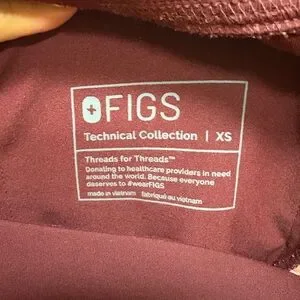 FIGS
Technical Collection | XS
Threads for Threads™
Donating to healthcare providers in need
around the world. Because everyone
deserves to #wearFIGS
made in vietnam fabriqué au vietnam